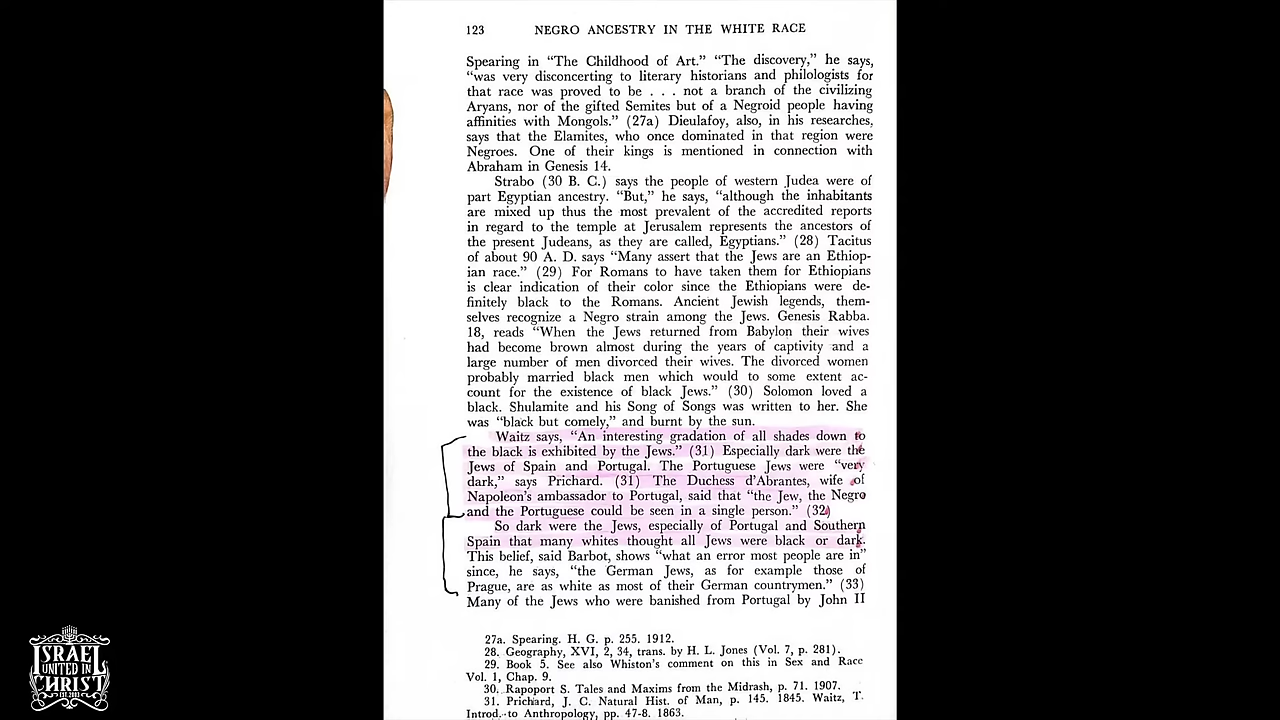 123 NEGRO ANCESTRY IN THE WHITE RACE
Spearing in “The Childhood of Art.” “The discovery,” he says,
“was very disconcerting to literary historians and philologists for
that race was proved to be . . . not a branch of the civilizing
Aryans, nor of the gifted Semites but of a Negroid people having
affinities with Mongols.” (27a) Dieulafoy, also, in his researches,
says that the Elamites, who once dominated in that region were
Negroes. One of their kings is mentioned in connection with
Abraham in Genesis 14.
Strabo (30 B. C.) says the people of western Judea were of
part Egyptian ancestry. “But,” he says, “although the inhabitants
are mixed up thus the most prevalent of the accredited reports
in regard to the temple at Jerusalem represents the ancestors of
the present Judeans, as they are called, Egyptians.” (28) Tacitus
of about 90 A. D. says “Many assert that the Jews are an Ethiop-
ian race.” (29) For Romans to have taken them for Ethiopians
is clear indication of their color since the Ethiopians were de-
finitely black to the Romans. Ancient Jewish legends, them-
selves recognize a Negro strain among the Jews. Genesis Rabba.
18, reads “When the Jews returned from Babylon their wives
had become brown almost during the years of captivity and a
large number of men divorced their wives. The divorced women
probably married black men which would to some extent ac-
count for the existence of black Jews.” (30) Solomon loved a
black. Shulamite and his Song of Songs was written to her. She
was “black but comely,” and burnt by the sun.
Waitz says, “An interesting gradation of all shades down to
the black is exhibited by the Jews.” (31) Especially dark were the
Jews of Spain and Portugal. The Portuguese Jews were “very
dark,” says Prichard. (31) The Duchess d’Abrantes, wife of
Napoleon’s ambassador to Portugal, said that “the Jew, the Negro
and the Portuguese could be seen in a single person.” (32)
So dark were the Jews, especially of Portugal and Southern
Spain that many whites thought all Jews were black or dark.
This belief, said Barbot, shows “what an error most people are in”
since, he says, “the German Jews, as for example those of
Prague, are as white as most of their German countrymen.” (33)
Many of the Jews who were banished from Portugal by John II
27a. Spearing. H. G. p. 255. 1912.
28. Geography, XVI, 2, 34, trans. by H. L. Jones (Vol. 7, p. 281).
29. Book 5. See also Whiston’s comment on this in Sex and Race
Vol. 1, Chap. 9.
30. Rapoport S. Tales and Maxims from the Midrash, p. 71. 1907.
31. Prichard, J. C. Natural Hist. of Man, p. 145. 1845. Waitz, T.
Introd. to Anthropology, pp. 47-8. 1863.
ISRAEL
UNITED IN
CHRIST
EST. 2003